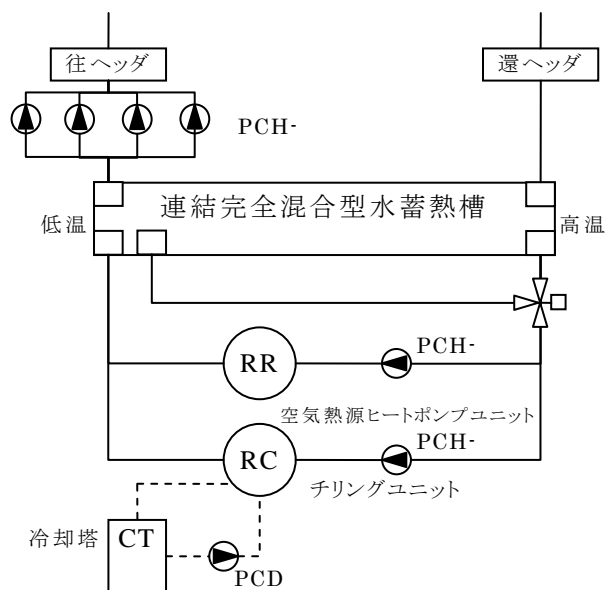 往ヘッダ
還ヘッダ
PCH-
連結完全混合型水蓄熱槽
低温
高温
RR
PCH-
空気熱源ヒートポンプユニット
PCH-
RC
チリングユニット
冷却塔
CT
PCD